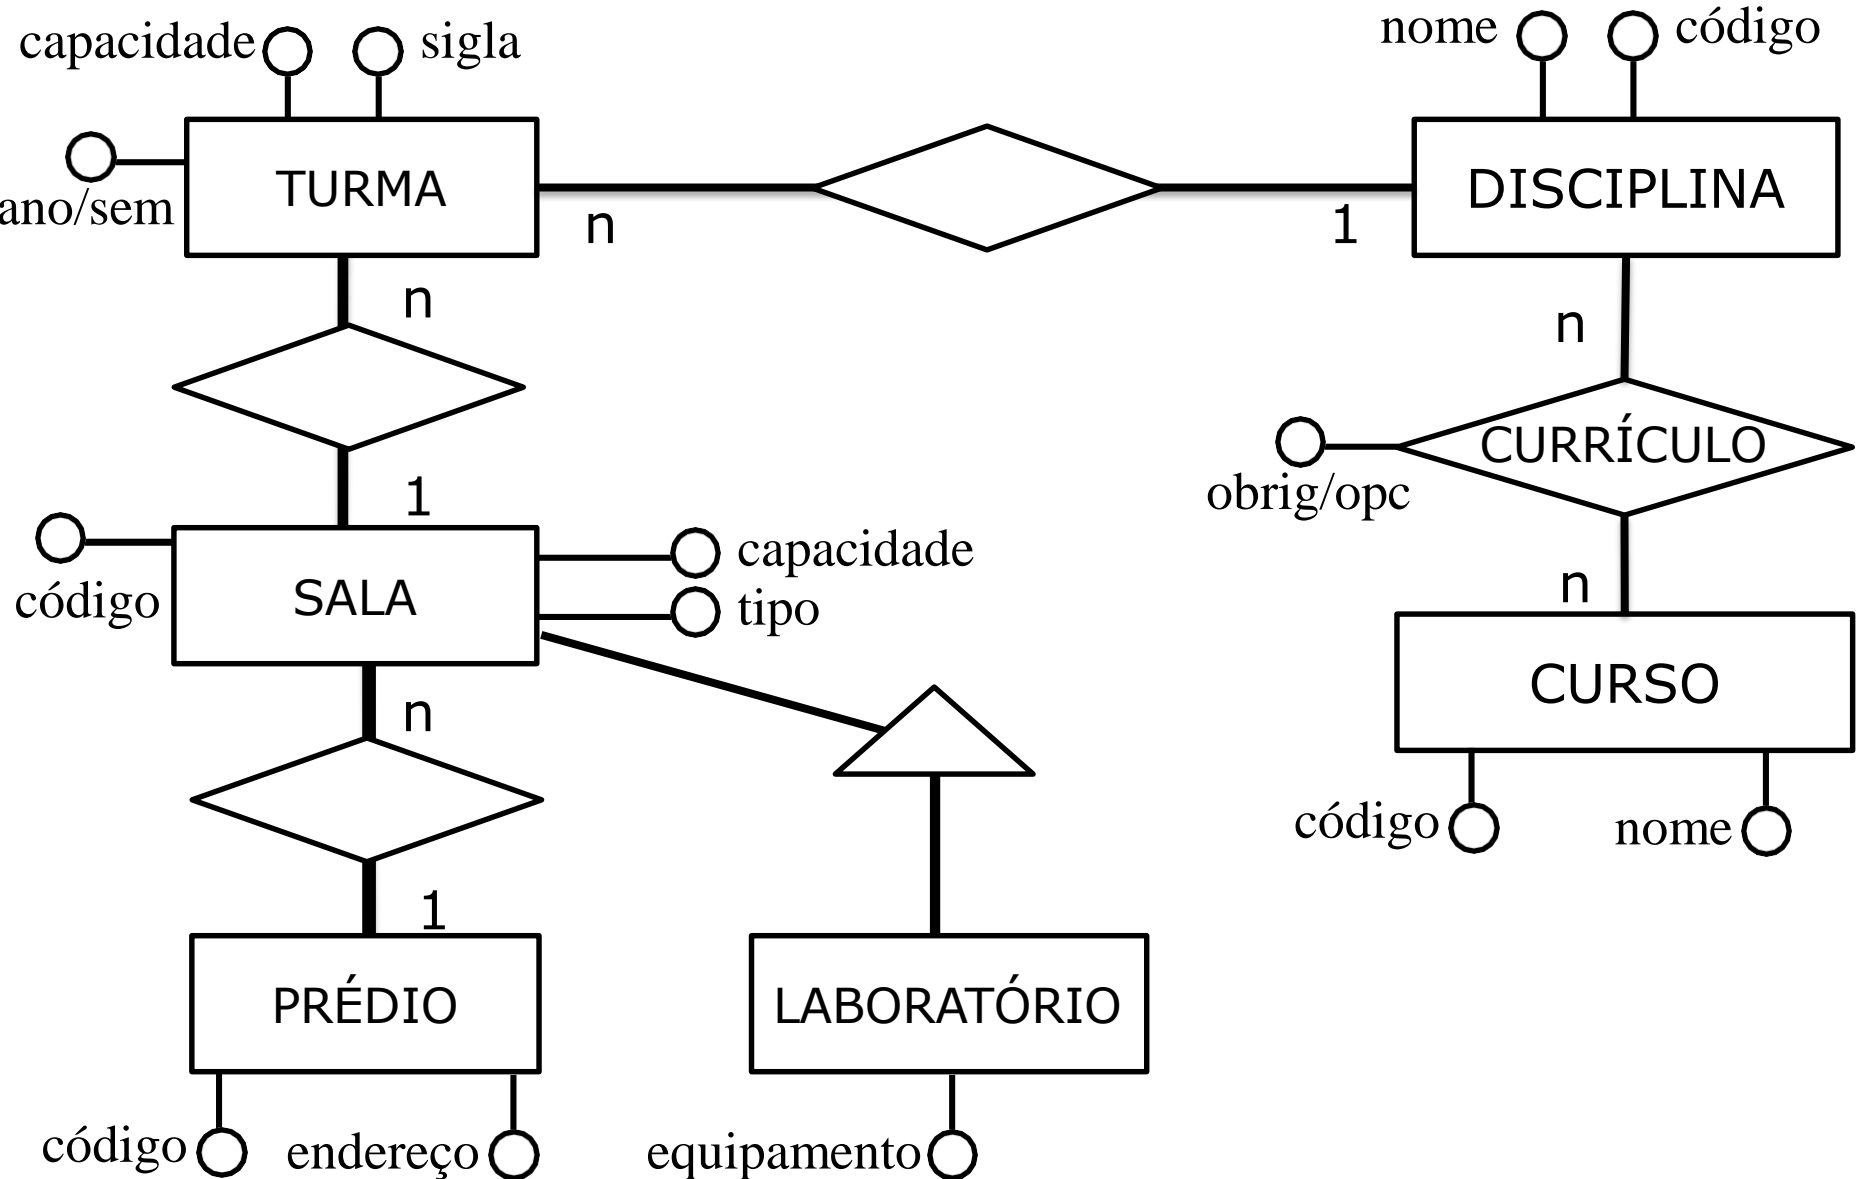 capacidade sigla
nome código
TURMA
DISCIPLINA
ano/sem
n
1
n
n
CURRÍCULO
obrig/opc
1
n
código
SALA
capacidade
tipo
CURSO
n
código
nome
1
PRÉDIO
LABORATÓRIO
código
endereço
equipamento